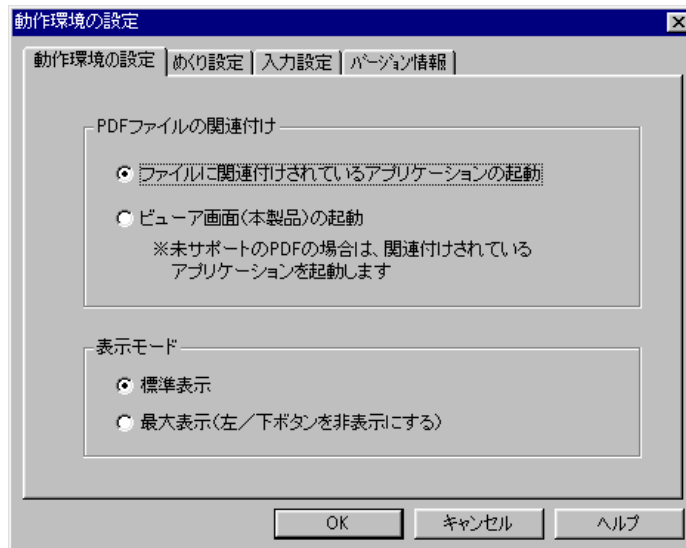 動作環境の設定
動作環境の設定 めくり設定 入力設定 バージョン情報
PDFファイルの関連付け
ファイルに関連付けされているアプリケーションの起動
ビューア画面(本製品)の起動
※未サポートのPDFの場合は、関連付けされている
アプリケーションを起動します
表示モード
標準表示
最大表示(左/下ボタンを非表示にする)
OK キャンセル ヘルプ